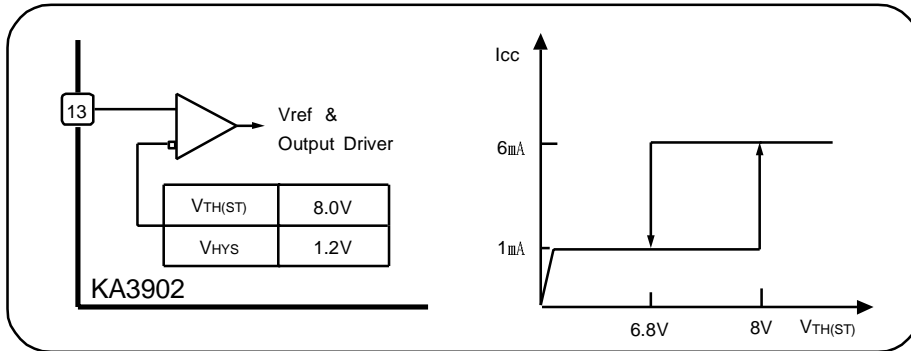 13
Vref &
Output Driver
VTH(ST) 8.0V
VHYS 1.2V
KA3902
Icc
6㎃
1㎃
6.8V 8V VTH(ST)